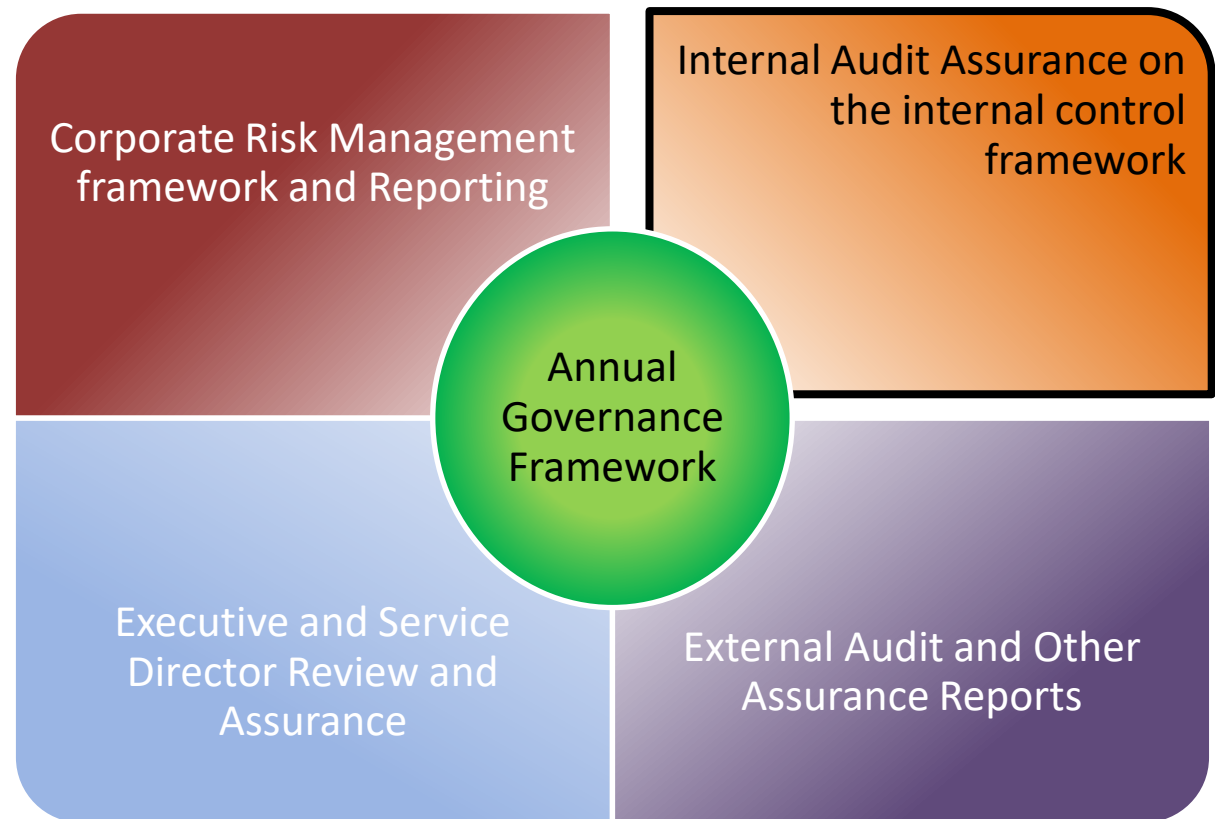 Corporate Risk Management
framework and Reporting
Internal Audit Assurance on
the internal control
framework
Annual
Governance
Framework
Executive and Service
Director Review and
Assurance
External Audit and Other
Assurance Reports